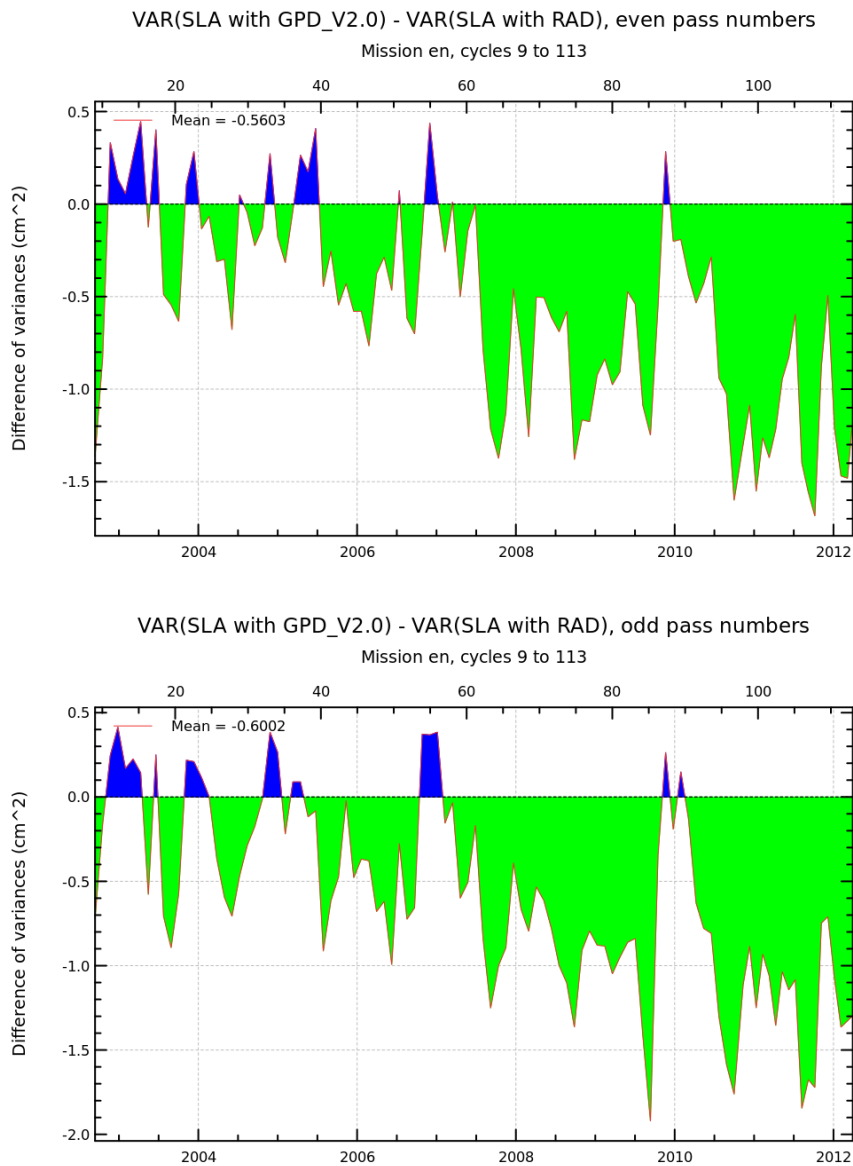 VAR(SLA with GPD_V2.0) - VAR(SLA with RAD), even pass numbers
Mission en, cycles 9 to 113
20 40 60 80 100
Mean = -0.5603
0.5
0.0
-0.5
-1.0
-1.5
Difference of variances (cm^2)
2004 2006 2008 2010 2012
VAR(SLA with GPD_V2.0) - VAR(SLA with RAD), odd pass numbers
Mission en, cycles 9 to 113
20 40 60 80 100
Mean = -0.6002
0.5
0.0
-0.5
-1.0
-1.5
-2.0
Difference of variances (cm^2)
2004 2006 2008 2010 2012